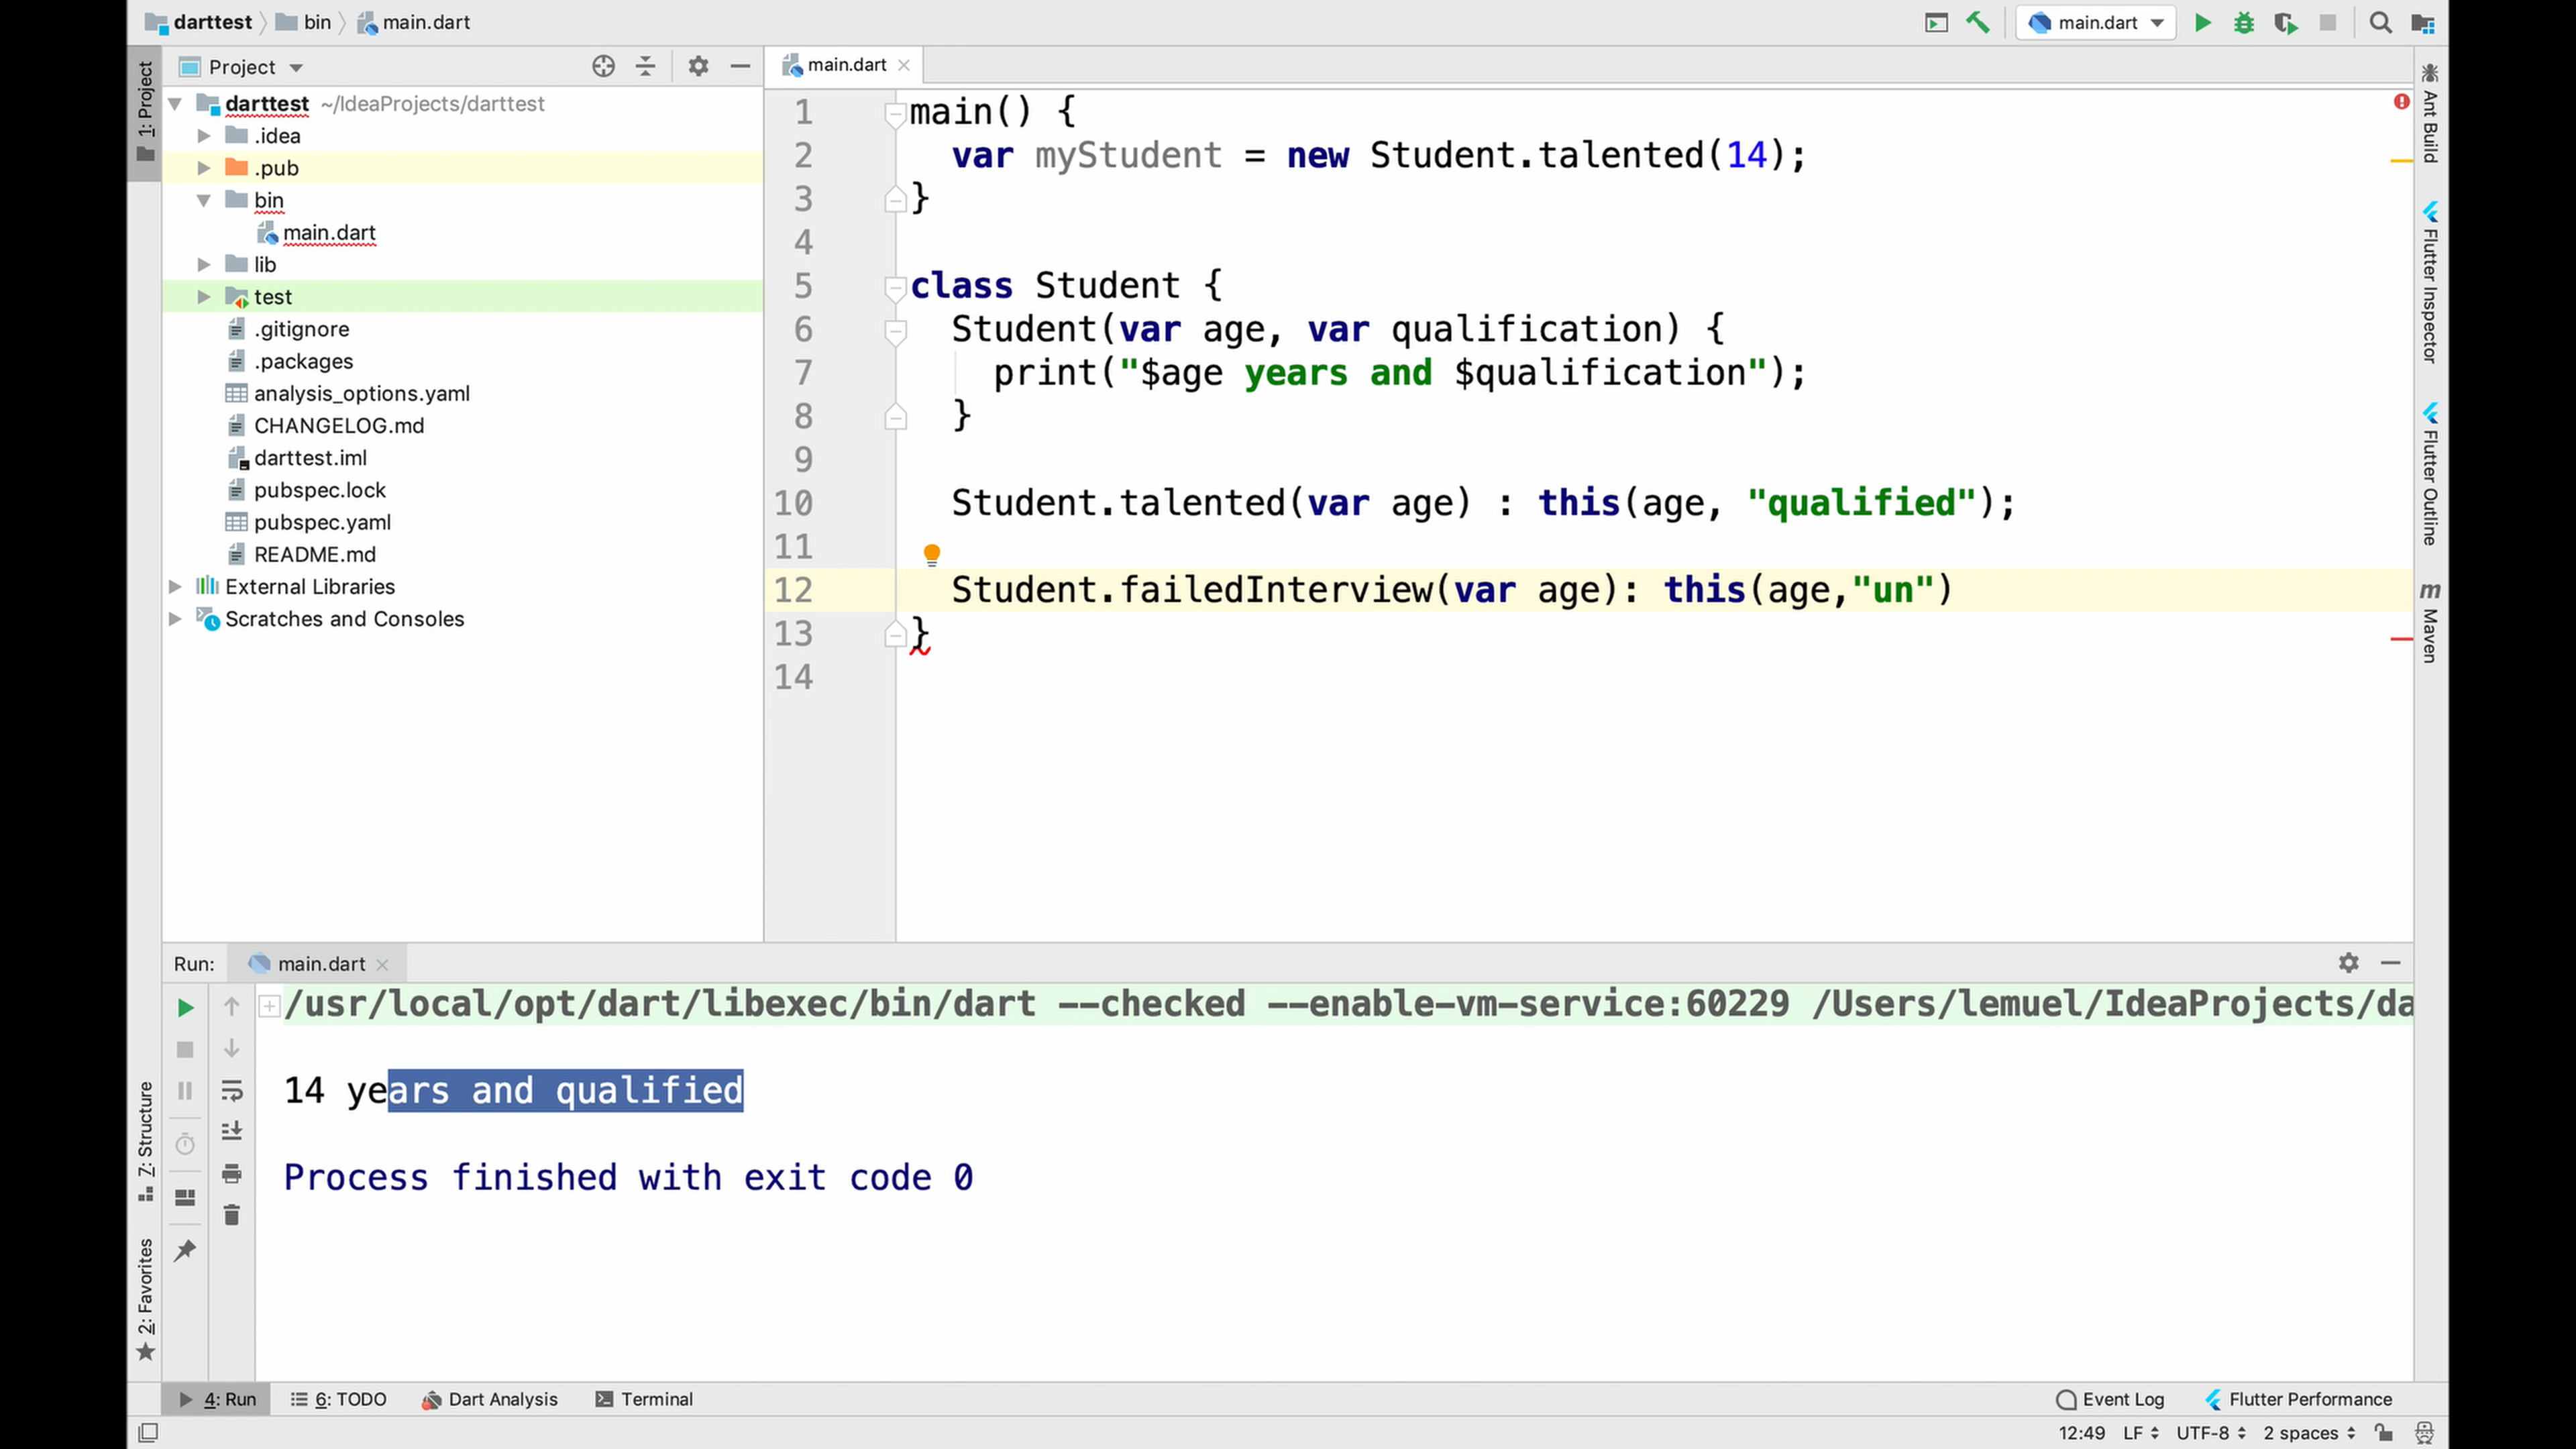 darttest bin main.dart
main.dart
1: Project
Project
main.dart
darttest ~/IdeaProjects/darttest
.idea
.pub
bin
main.dart
lib
test
.gitignore
.packages
analysis_options.yaml
CHANGELOG.md
darttest.iml
pubspec.lock
pubspec.yaml
README.md
External Libraries
Scratches and Consoles
1 main() {
2 var myStudent = new Student.talented(14);
3 }
4
5 class Student {
6 Student(var age, var qualification) {
7 print("$age years and $qualification");
8 }
9
10 Student.talented(var age) : this(age, "qualified");
11
12 Student.failedInterview(var age): this(age,"un")
13 }
14
Ant Build
Flutter Inspector
Flutter Outline
m Maven
Run: main.dart
/usr/local/opt/dart/libexec/bin/dart --checked --enable-vm-service:60229 /Users/lemuel/IdeaProjects/da
14 years and qualified
Process finished with exit code 0
Z: Structure
2: Favorites
4: Run 6: TODO Dart Analysis Terminal
Event Log Flutter Performance
12:49 LF UTF-8 2 spaces